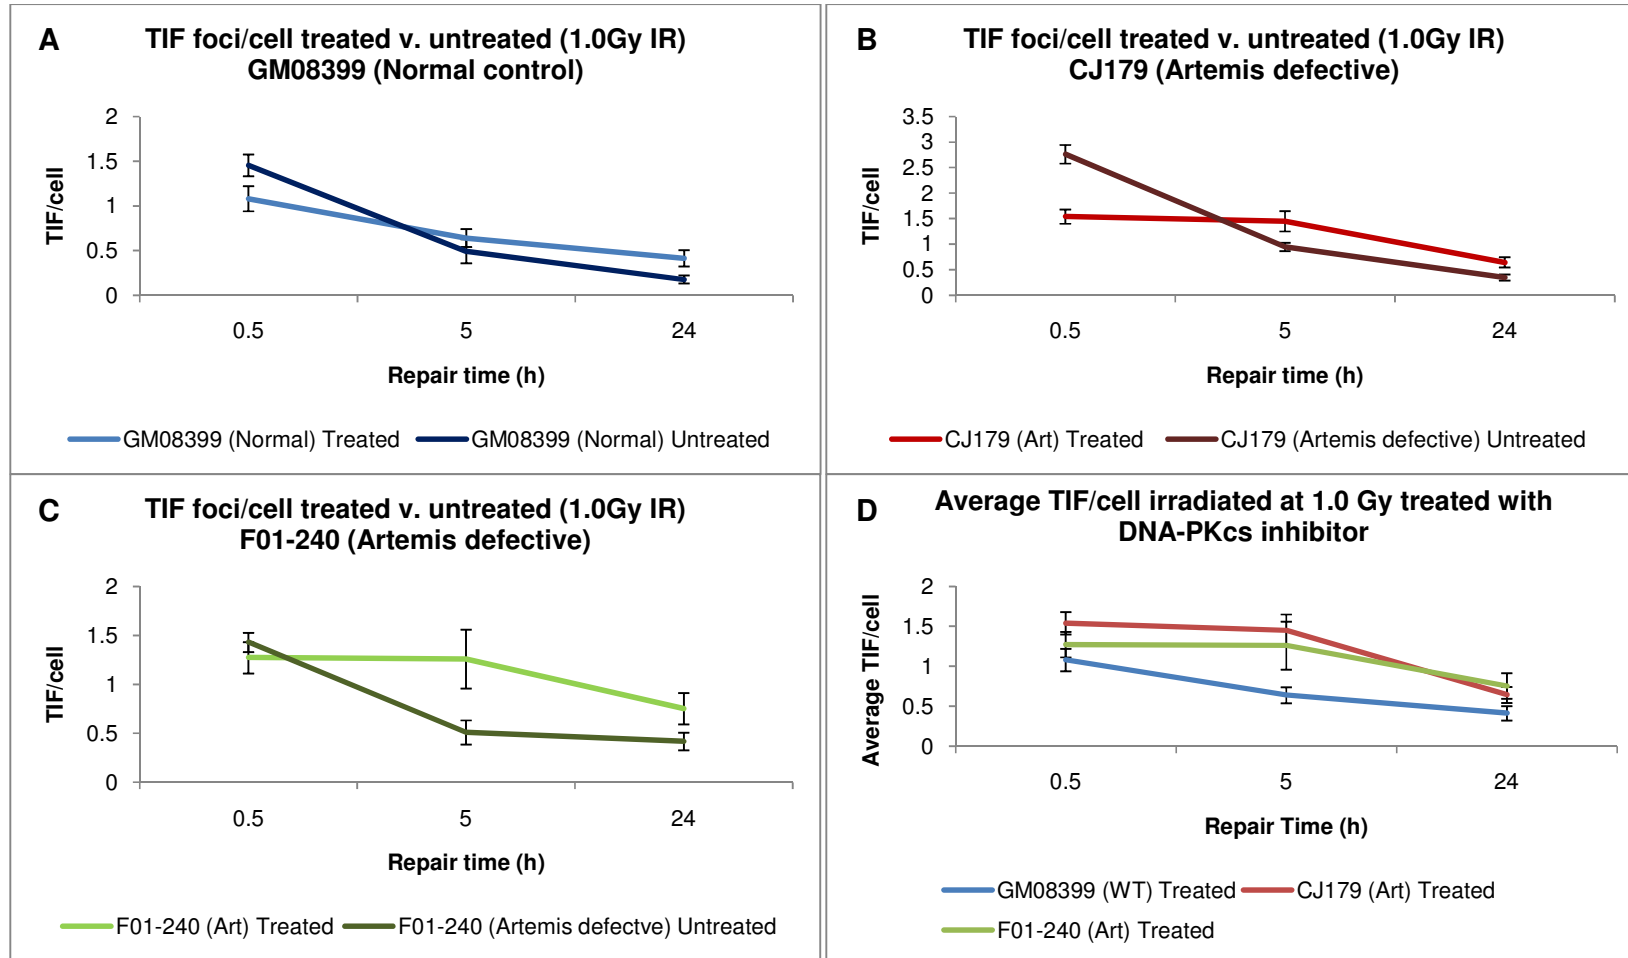 A
TIF foci/cell treated v. untreated (1.0Gy IR)
GM08399 (Normal control)
2
1.5
1
0.5
0
TIF/cell
0.5 5 24
Repair time (h)
GM08399 (Normal) Treated GM08399 (Normal) Untreated
B
TIF foci/cell treated v. untreated (1.0Gy IR)
CJ179 (Artemis defective)
3.5
3
2.5
2
1.5
1
0.5
0
TIF/cell
0.5 5 24
Repair time (h)
CJ179 (Art) Treated CJ179 (Artemis defective) Untreated
C
TIF foci/cell treated v. untreated (1.0Gy IR)
F01-240 (Artemis defective)
2
1.5
1
0.5
0
TIF/cell
0.5 5 24
Repair time (h)
F01-240 (Art) Treated F01-240 (Artemis defectve) Untreated
D
Average TIF/cell irradiated at 1.0 Gy treated with
DNA-PKcs inhibitor
2
1.5
1
0.5
0
Average TIF/cell
0.5 5 24
Repair Time (h)
GM08399 (WT) Treated CJ179 (Art) Treated
F01-240 (Art) Treated